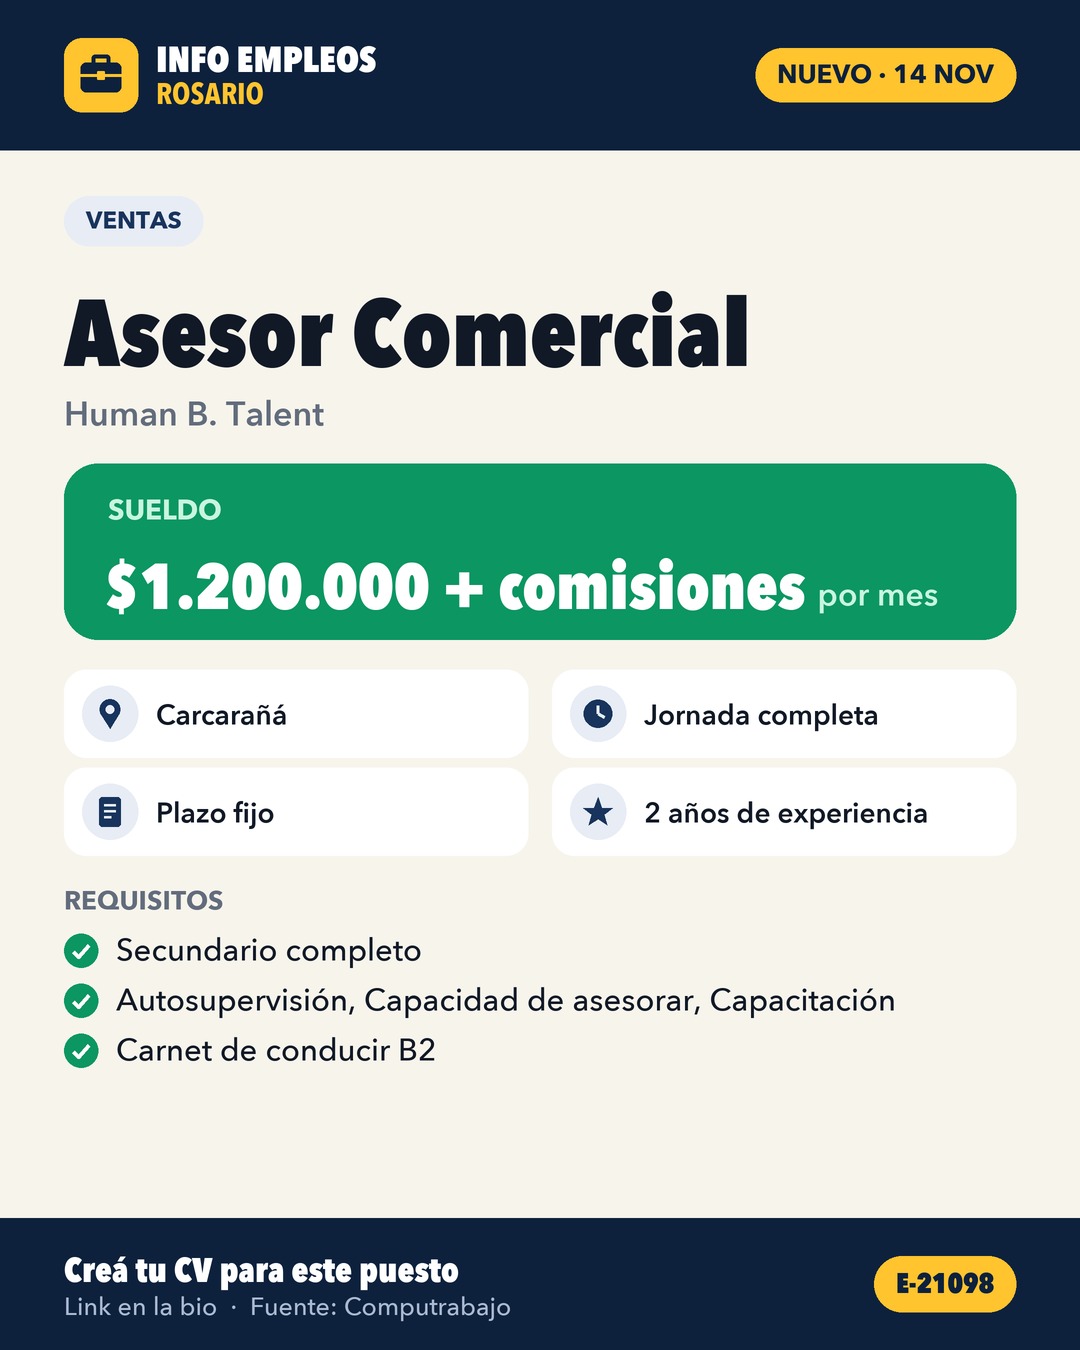 INFO EMPLEOS
ROSARIO
NUEVO · 14 NOV
VENTAS
Asesor Comercial
Human B. Talent
SUELDO
$1.200.000 + comisiones por mes
Carcarañá
Jornada completa
Plazo fijo
2 años de experiencia
REQUISITOS
Secundario completo
Autosupervisión, Capacidad de asesorar, Capacitación
Carnet de conducir B2
Creá tu CV para este puesto
Link en la bio · Fuente: Computrabajo
E-21098